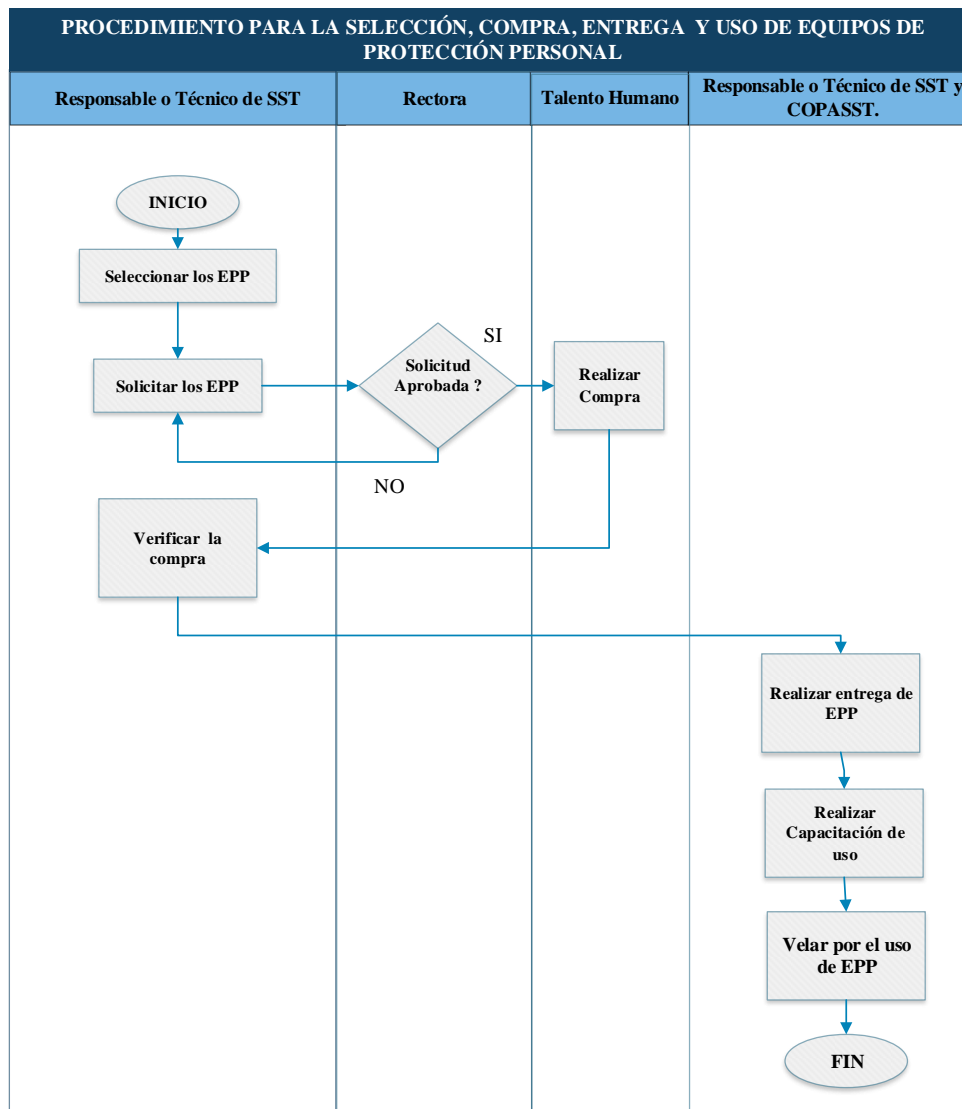 PROCEDIMIENTO PARA LA SELECCIÓN, COMPRA, ENTREGA Y USO DE EQUIPOS DE
PROTECCIÓN PERSONAL
Responsable o Técnico de SST
Rectora
Talento Humano
Responsable o Técnico de SST y
COPASST.
INICIO
Seleccionar los EPP
Solicitar los EPP
Solicitud
Aprobada ?
SI
Realizar
Compra
NO
Verificar la
compra
Realizar entrega de
EPP
Realizar
Capacitación de
uso
Velar por el uso
de EPP
FIN